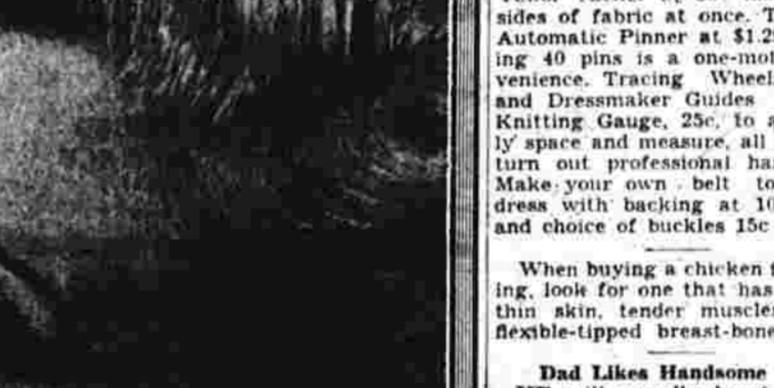 sides of fabric at once. T
Automatic Pinner at $1.2
ing 40 pins is a one-mot
venience. Tracing Wheel
and Dressmaker Guides
Knitting Gauge, 25c, to a
ly space and measure, all
turn out professional ha
Make your own belt to
dress with backing at 10
and choice of buckles 15c
When buying a chicken f
ing, look for one that has
thin skin, tender muscle
flexible-tipped breast-bone
Dad Likes Handsome